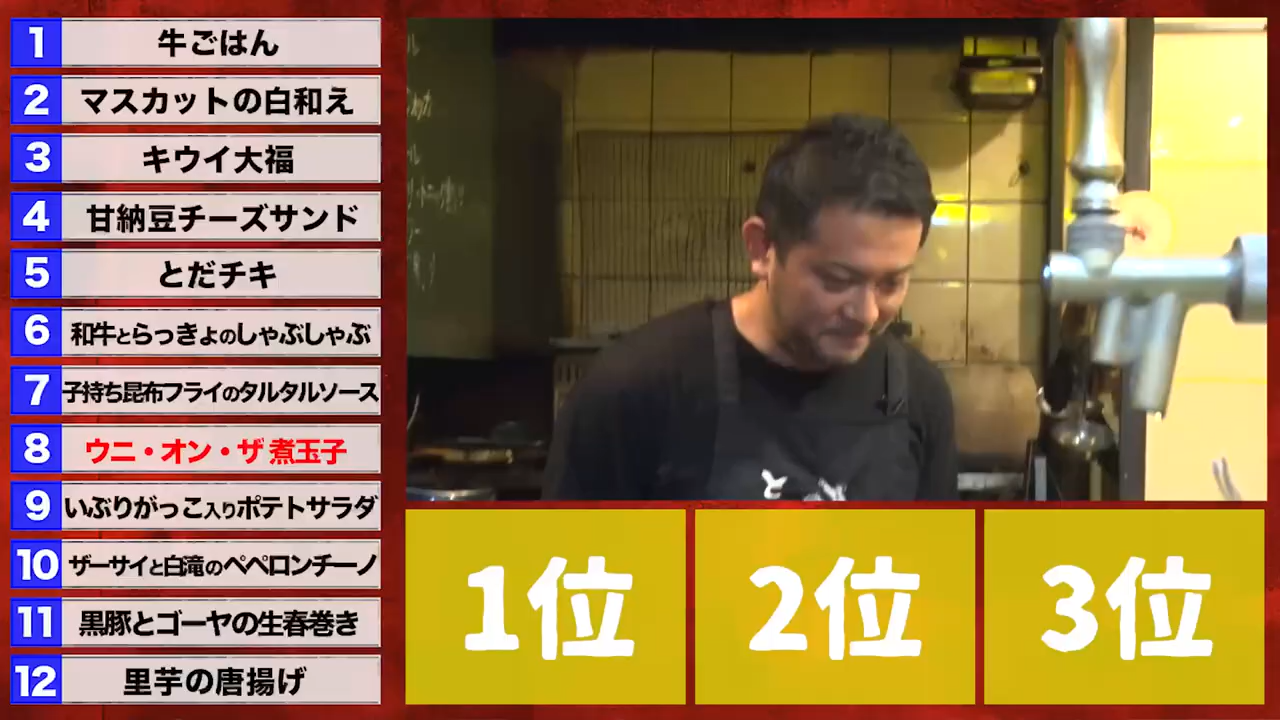 1 牛ごはん
2 マスカットの白和え
3 キウイ大福
4 甘納豆チーズサンド
5 とだチキ
6 和牛とらっきょのしゃぶしゃぶ
7 子持ち昆布フライのタルタルソース
8 ウニ・オン・ザ 煮玉子
9 いぶりがっこ入りポテトサラダ
10 ザーサイと白滝のペペロンチーノ
11 黒豚とゴーヤの生春巻き
12 里芋の唐揚げ
1位
2位
3位